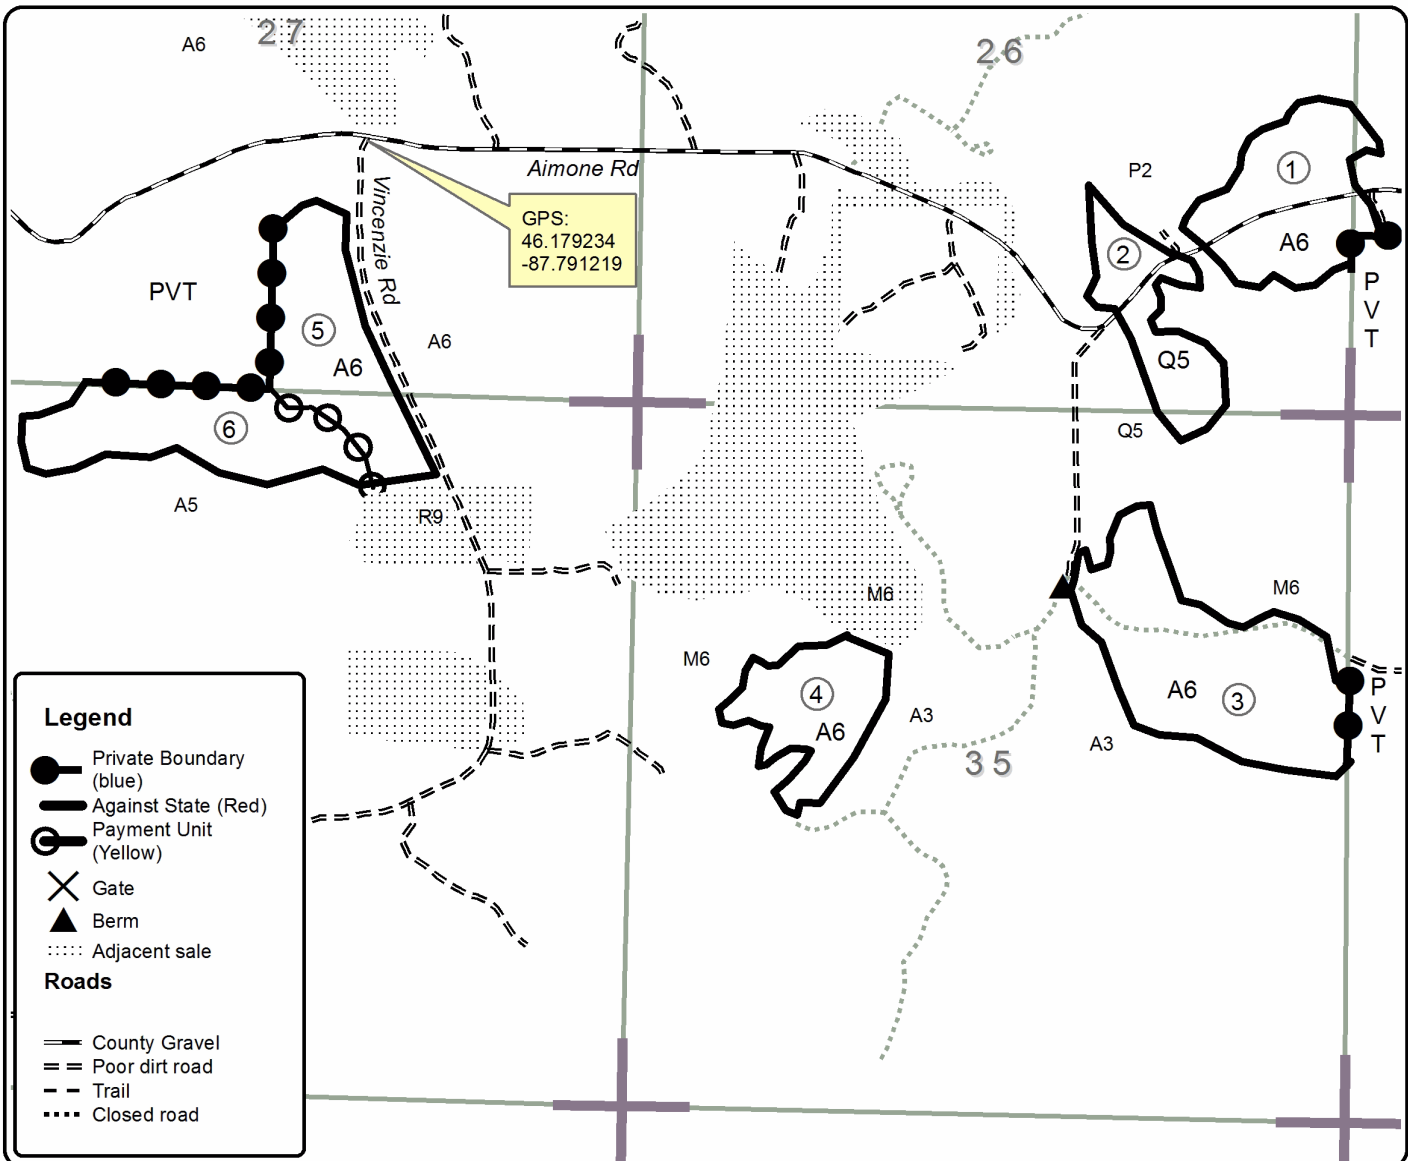 A6
27
26
Aimone Rd
P2
1
Vincenzie Rd
GPS:
46.179234
-87.791219
2
A6
PVT
P
V
T
5
A6
A6
Q5
6
Q5
A5
R9
M6
M6
M6
4
A6
A3
A6
3
P
V
T
A3
35
Legend
Private Boundary
(blue)
Against State (Red)
Payment Unit
(Yellow)
Gate
Berm
Adjacent sale
Roads
County Gravel
Poor dirt road
Trail
Closed road